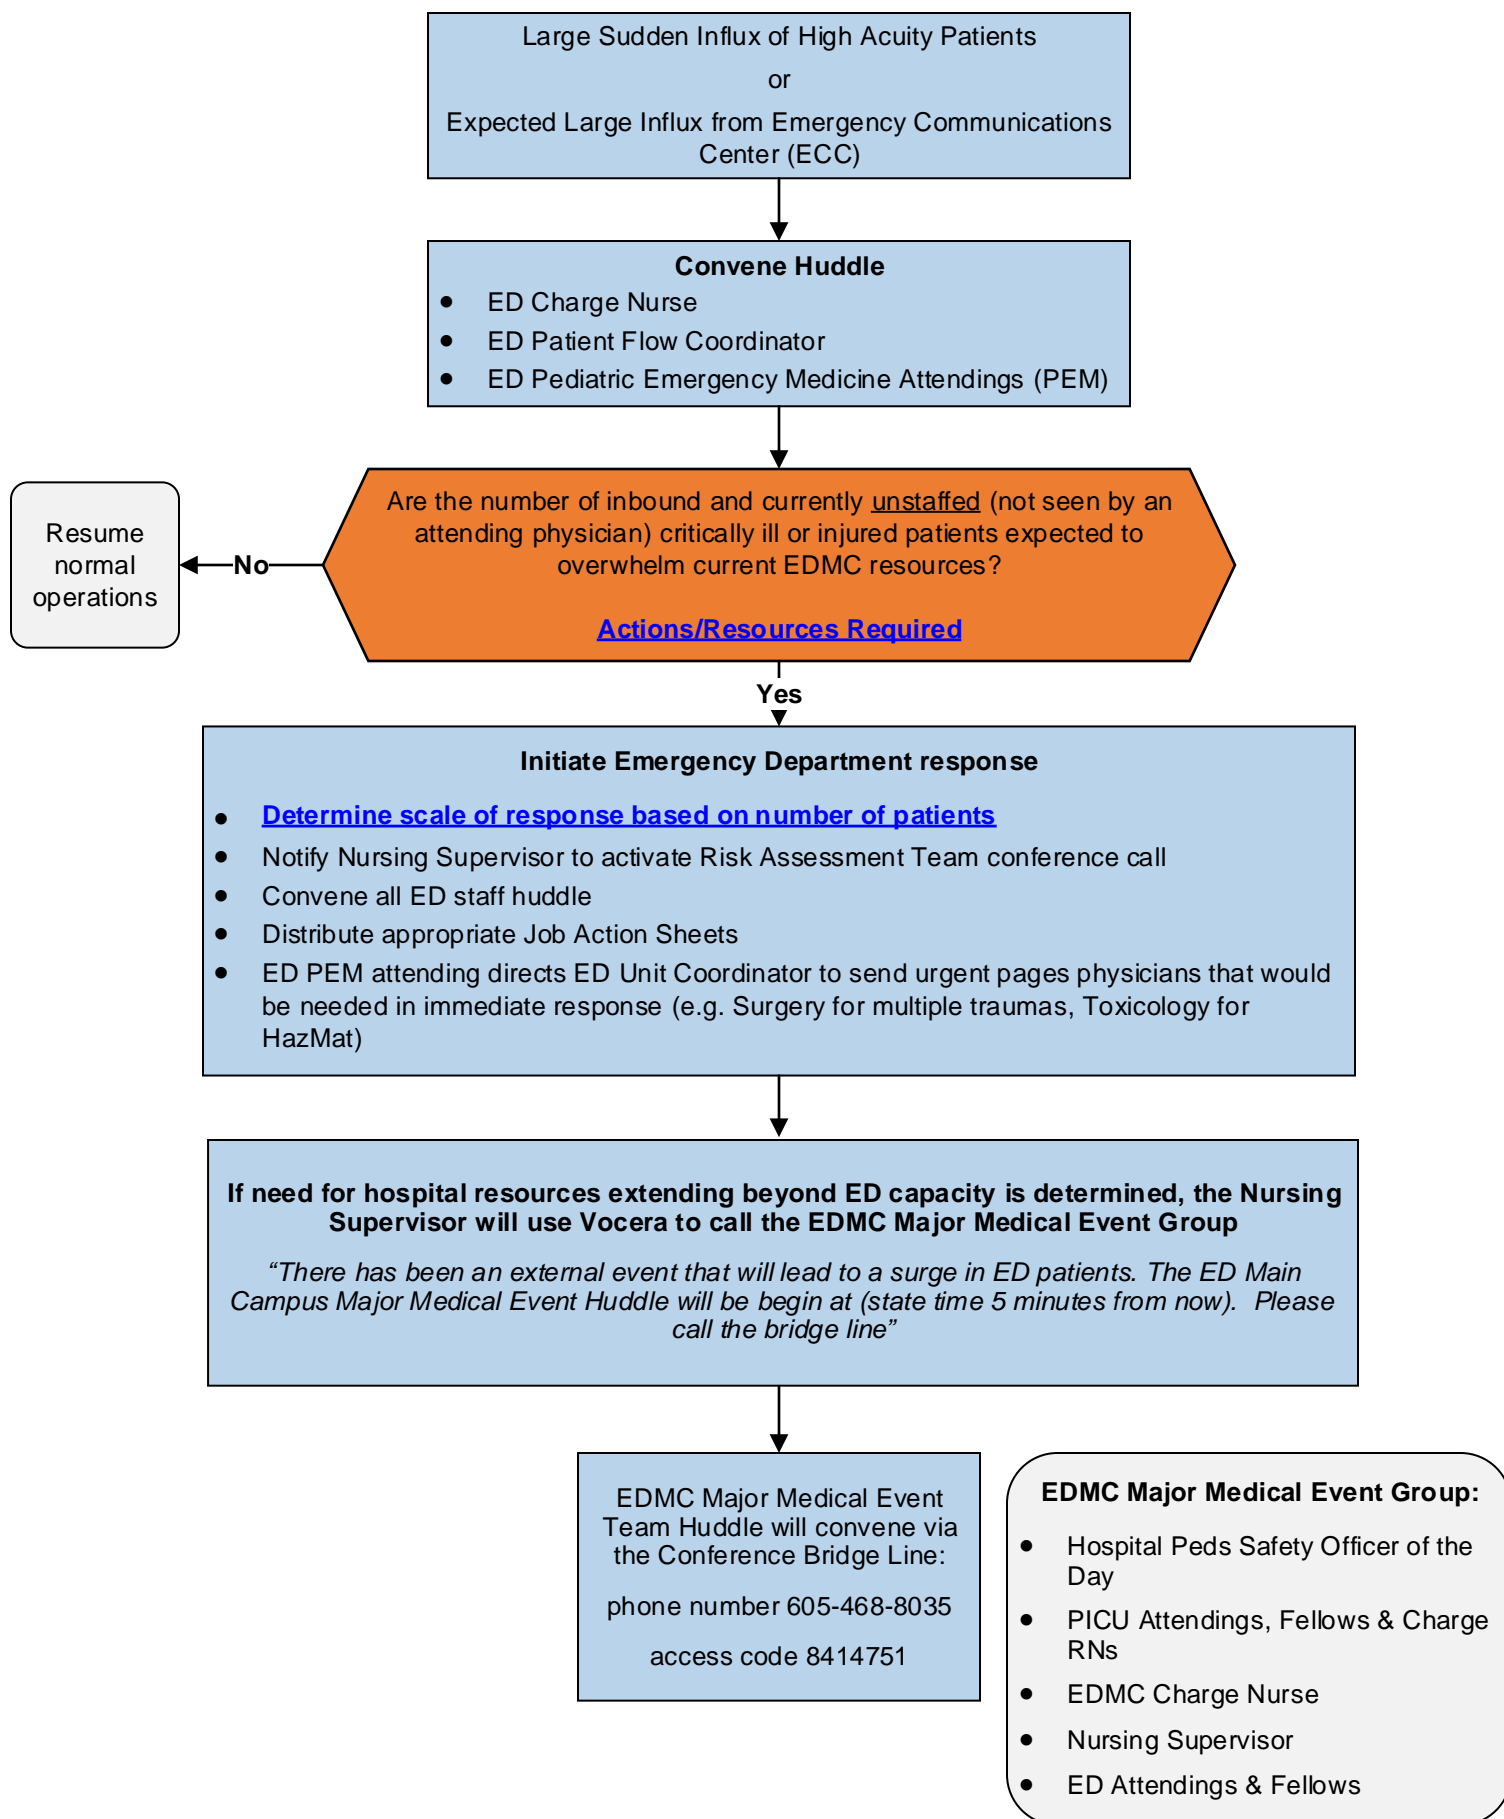 Large Sudden Influx of High Acuity Patients
or
Expected Large Influx from Emergency Communications
Center (ECC)
Convene Huddle
• ED Charge Nurse
• ED Patient Flow Coordinator
• ED Pediatric Emergency Medicine Attendings (PEM)
Are the number of inbound and currently unstaffed (not seen by an
attending physician) critically ill or injured patients expected to
overwhelm current EDMC resources?
Actions/Resources Required
No
Resume
normal
operations
Yes
Initiate Emergency Department response
• Determine scale of response based on number of patients
• Notify Nursing Supervisor to activate Risk Assessment Team conference call
• Convene all ED staff huddle
• Distribute appropriate Job Action Sheets
• ED PEM attending directs ED Unit Coordinator to send urgent pages physicians that would
be needed in immediate response (e.g. Surgery for multiple traumas, Toxicology for
HazMat)
If need for hospital resources extending beyond ED capacity is determined, the Nursing
Supervisor will use Vocera to call the EDMC Major Medical Event Group
“There has been an external event that will lead to a surge in ED patients. The ED Main
Campus Major Medical Event Huddle will be begin at (state time 5 minutes from now).  Please
call the bridge line”
EDMC Major Medical Event
Team Huddle will convene via
the Conference Bridge Line:
phone number 605-468-8035
access code 8414751
EDMC Major Medical Event Group:
• Hospital Peds Safety Officer of the
Day
• PICU Attendings, Fellows & Charge
RNs
• EDMC Charge Nurse
• Nursing Supervisor
• ED Attendings & Fellows